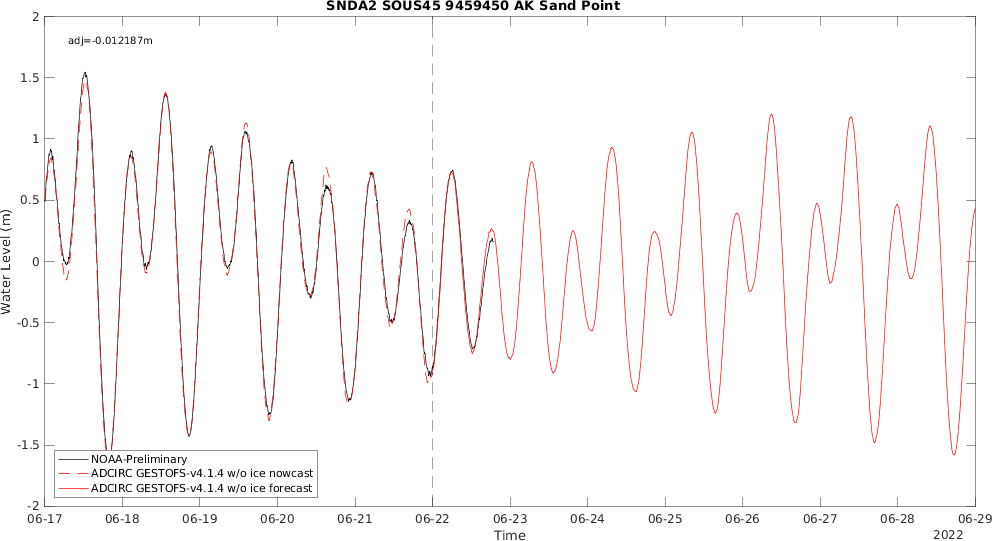 SNDA2 SOUS45 9459450 AK Sand Point
adj=-0.012187m
2
1.5
1
0.5
0
-0.5
-1
-1.5
-2
Water Level (m)
NOAA-Preliminary
ADCIRC GESTOFS-v4.1.4 w/o ice nowcast
ADCIRC GESTOFS-v4.1.4 w/o ice forecast
06-17 06-18 06-19 06-20 06-21 06-22 06-23 06-24 06-25 06-26 06-27 06-28 06-29
Time
2022